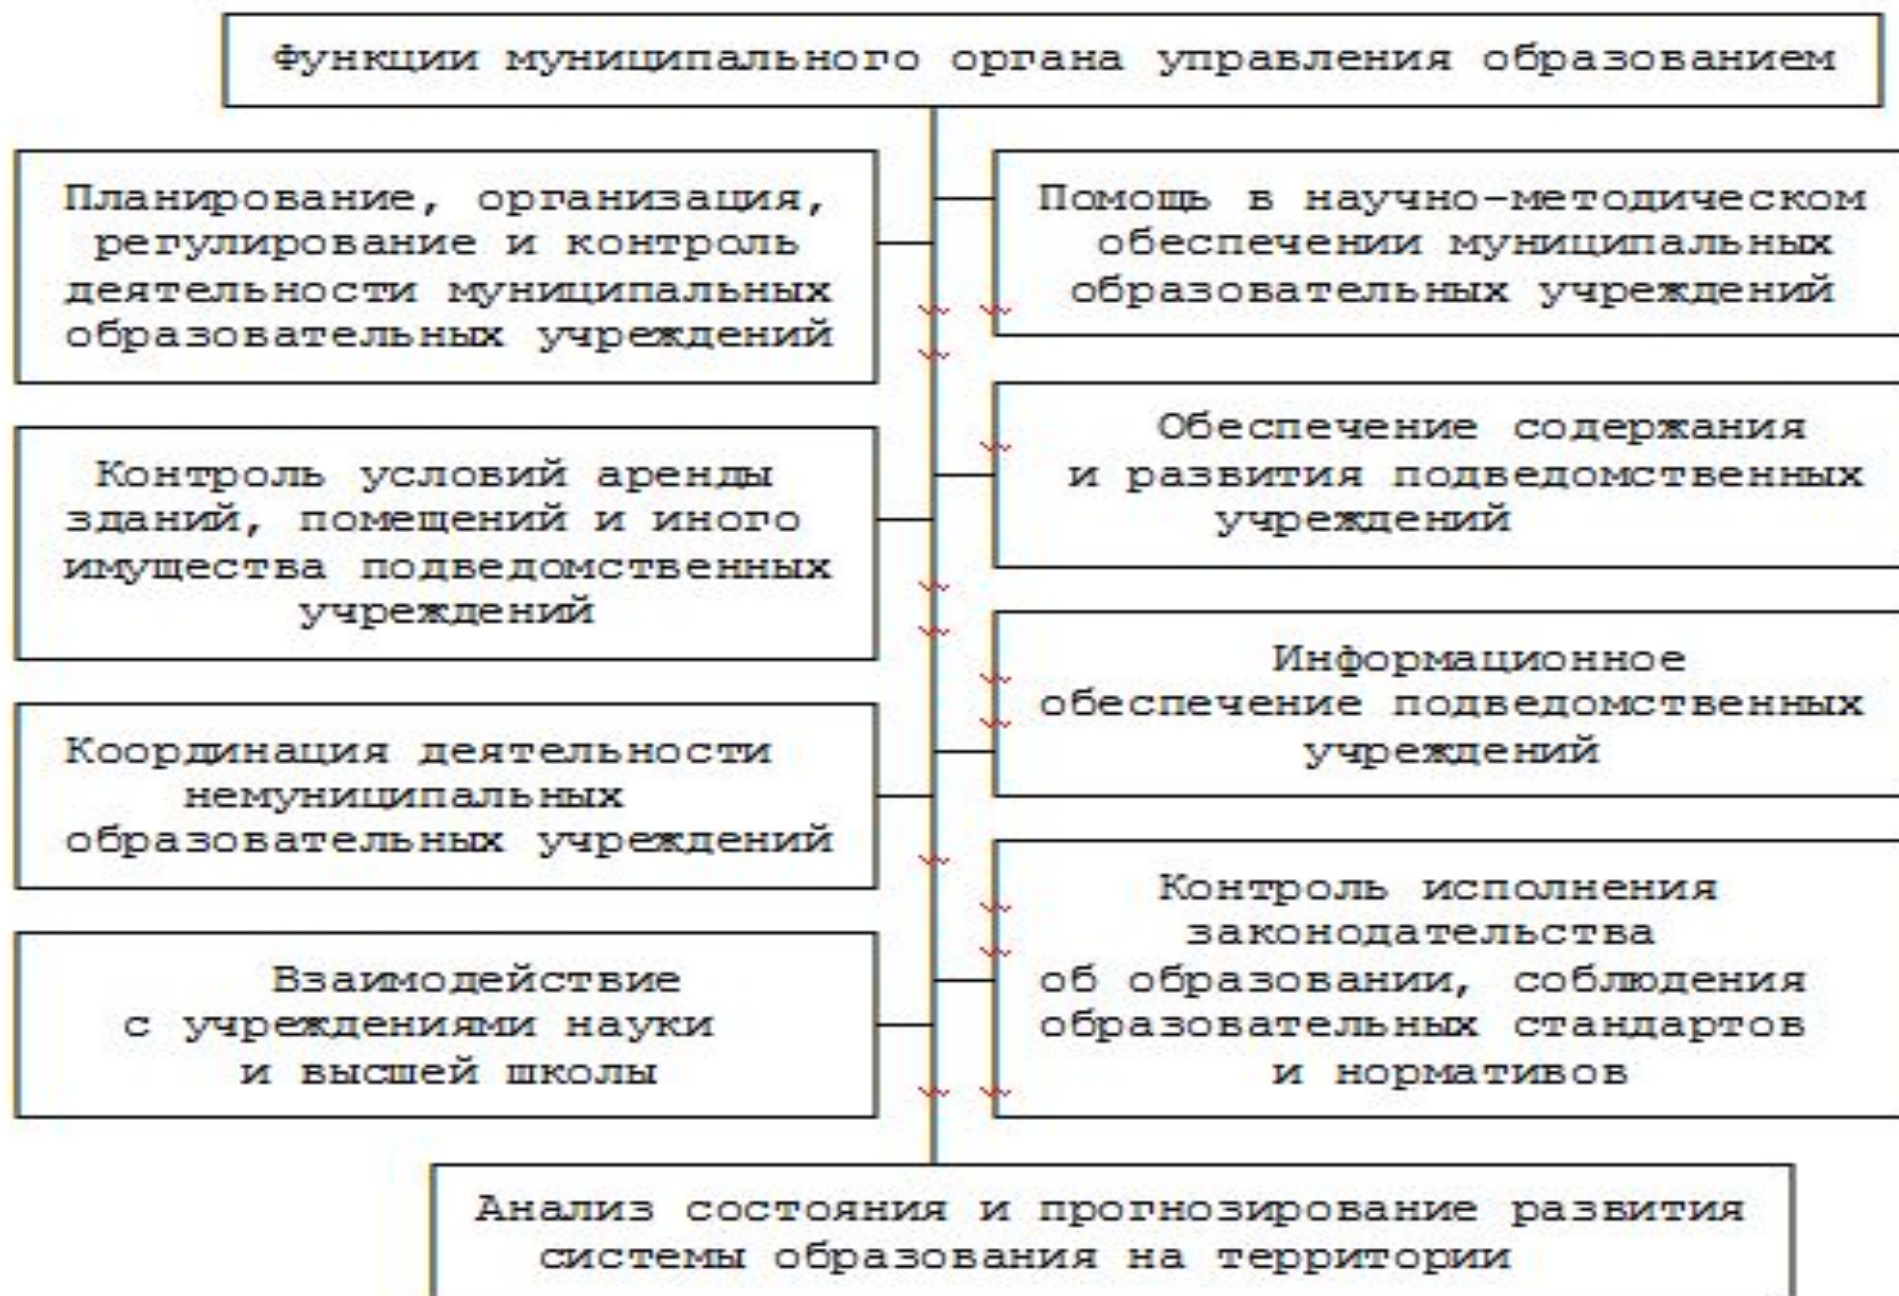 Функции муниципального органа управления образованием
Планирование, организация,
регулирование и контроль
деятельности муниципальных
образовательных учреждений
Помощь в научно-методическом
обеспечении муниципальных
образовательных учреждений
Контроль условий аренды
зданий, помещений и иного
имущества подведомственных
учреждений
Обеспечение содержания
и развития подведомственных
учреждений
Координация деятельности
немуниципальных
образовательных учреждений
Информационное
обеспечение подведомственных
учреждений
Взаимодействие
с учреждениями науки
и высшей школы
Контроль исполнения
законодательства
об образовании, соблюдения
образовательных стандартов
и нормативов
Анализ состояния и прогнозирование развития
системы образования на территории